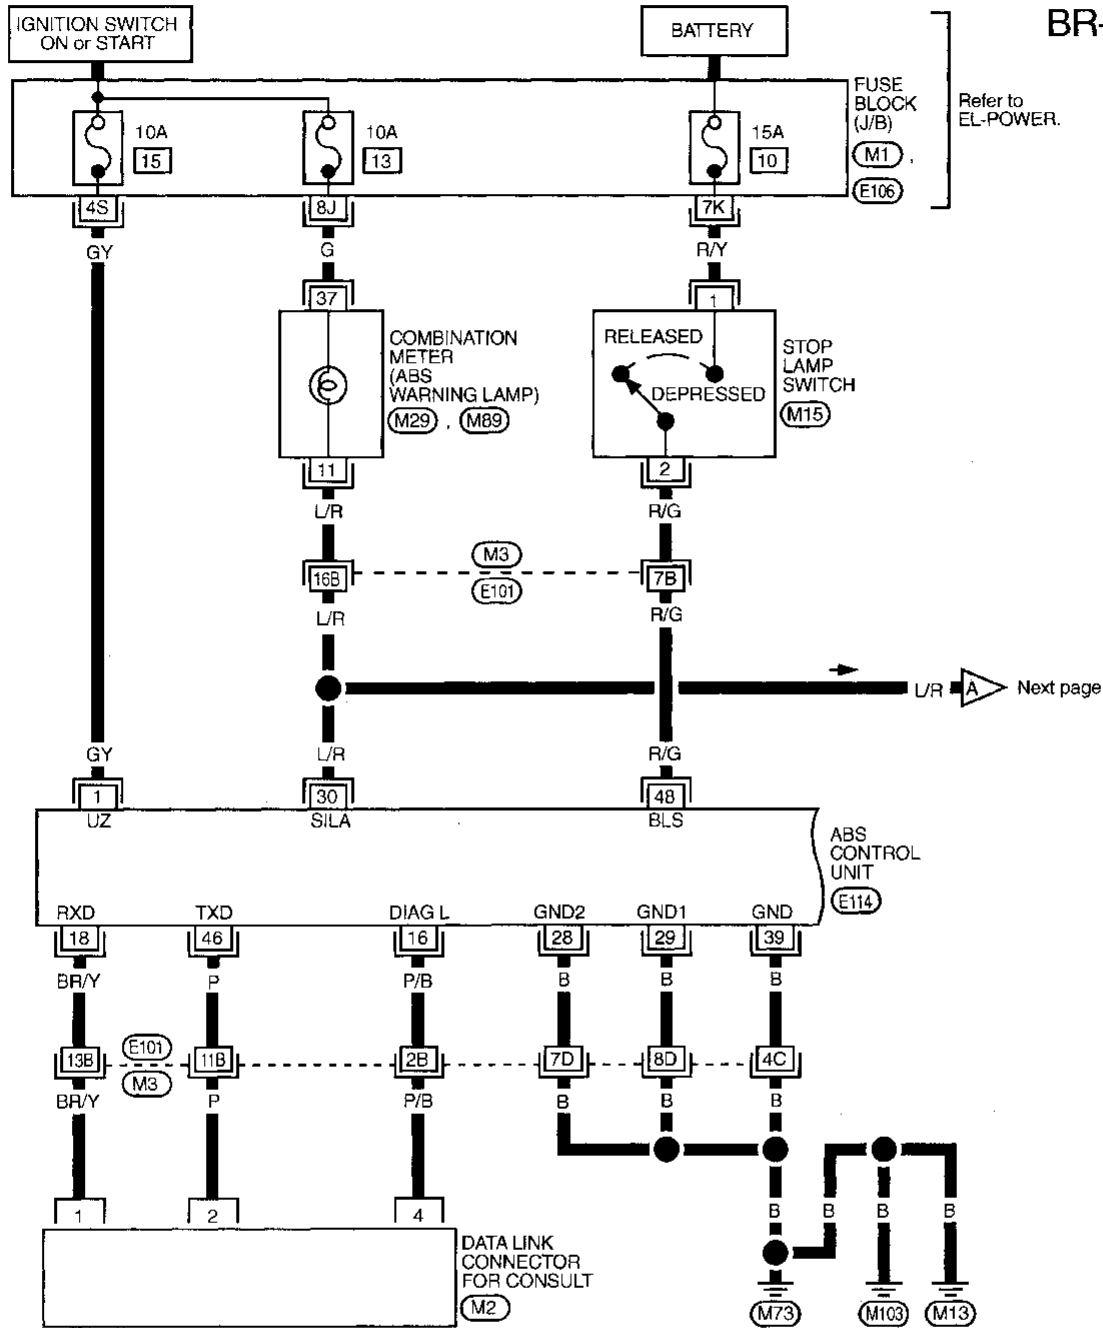 BR-
IGNITION SWITCH
ON or START
BATTERY
FUSE
BLOCK
(J/B)
M1 ,
E106
Refer to
EL-POWER.
10A
15
10A
13
15A
10
4S
8J
7K
GY
G
R/Y
37
1
COMBINATION
METER
(ABS
WARNING LAMP)
M29 , M89
RELEASED
DEPRESSED
STOP
LAMP
SWITCH
M15
11
2
L/R
R/G
16B
M3
E101
7B
L/R
R/G
L/R
A
Next page
GY
L/R
R/G
1
30
48
UZ
SILA
BLS
ABS
CONTROL
UNIT
E114
RXD
TXD
DIAG L
GND2
GND1
GND
18
46
16
28
29
39
BR/Y
P
P/B
B
B
B
13B
E101
M3
11B
2B
7D
8D
4C
BR/Y
P
P/B
B
B
B
1
2
4
B
B
B
B
DATA LINK
CONNECTOR
FOR CONSULT
M2
M73
M103
M13